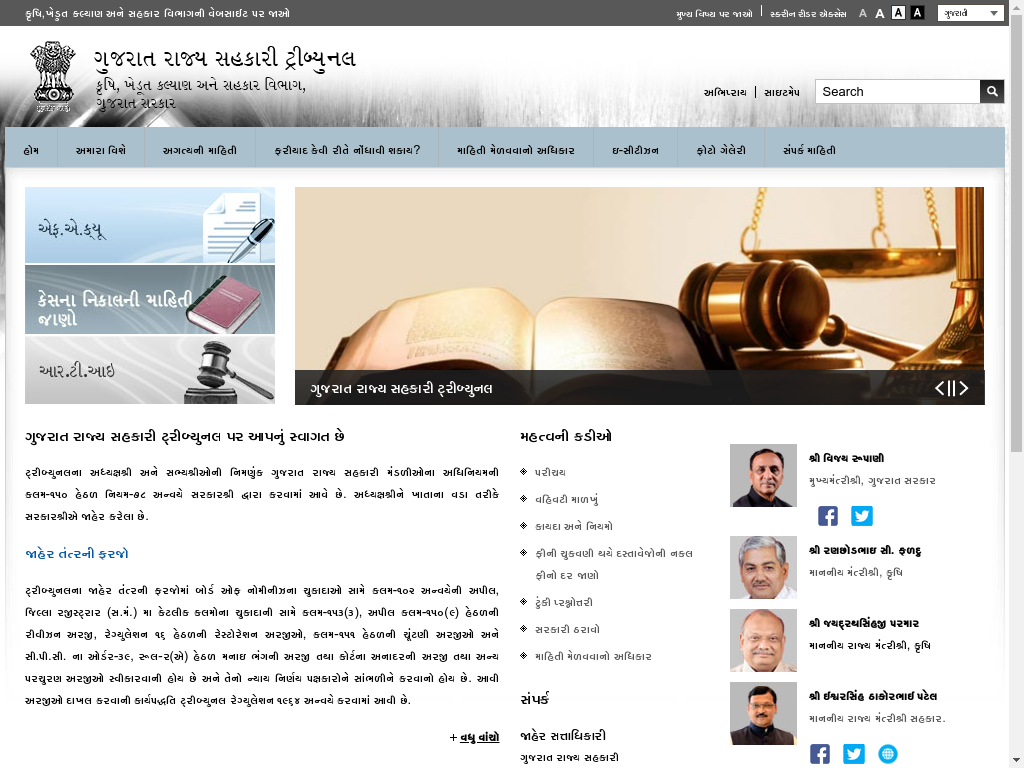 કૃષિ,ખેડૂત કલ્યાણ અને સહકાર વિભાગની વેબસાઈટ પર જાઓ
મુખ્ય વિષય પર જાઓ | સ્ક્રીન રીડર એક્સેસ A A A A ગુજરાતી
ગુજરાત રાજ્ય સહકારી ટ્રીબ્યુનલ
કૃષિ, ખેડૂત કલ્યાણ અને સહકાર વિભાગ,
ગુજરાત સરકાર
અભિપ્રાય | સાઇટમેપ Search
હોમ અમારા વિશે અગત્યની માહિતી ફરીયાદ કેવી રીતે નોંધાવી શકાય? માહિતી મેળવવાનો અધિકાર ઇ-સીટીઝન ફોટો ગેલેરી સંપર્ક માહિતી
એફ.એ.ક્યૂ
કેસના નિકાલની માહિતી
જાણો
આર.ટી.આઇ
ગુજરાત રાજ્ય સહકારી ટ્રીબ્યુનલ
ગુજરાત રાજ્ય સહકારી ટ્રીબ્યુનલ પર આપનું સ્વાગત છે
ટ્રીબ્યુનલના અધ્યક્ષશ્રી અને સભ્યશ્રીઓની નિમણુંક ગુજરાત રાજ્ય સહકારી મંડળીઓના અધિનિયમની
કલમ-૧૫૦ હેઠળ નિયમ-૭૮ અન્વયે સરકારશ્રી દ્વારા કરવામાં આવે છે. અધ્યક્ષશ્રીને ખાતાના વડા તરીકે
સરકારશ્રીએ જાહેર કરેલા છે.
જાહેર તંત્રની ફરજો
ટ્રીબ્યુનલના જાહેર તંત્રની ફરજોમાં બોર્ડ ઓફ નોમીનીઝના ચુકાદાઓ સામે કલમ-૧૦૨ અન્વયેની અપીલ,
જિલ્લા રજીસ્ટ્રાર (સ.મં.) મા કેટલીક કલમોના ચુકાદાની સામે કલમ-૧૫૩(૩), અપીલ કલમ-૧૫૦(૯) હેઠળની
રીવીઝન અરજી, રેગ્યુલેશન ૧૬ હેઠળની રેસ્ટોરેશન અરજીઓ, કલમ-૧૫૧ હેઠળની ચૂંટણી અરજીઓ અને
સી.પી.સી. ના ઓર્ડર-૩૯, રુલ-ર(એ) હેઠળ મનાઇ ભંગની અરજી તથા કોર્ટના અનાદરની અરજી તથા અન્ય
પરચુરણ અરજીઓ સ્વીકારવાની હોય છે અને તેનો ન્યાય નિર્ણય પક્ષકારોને સાંભળીને કરવાનો હોય છે. આવી
અરજીઓ દાખલ કરવાની કાર્યપદ્ધતિ ટ્રીબ્યુનલ રેગ્યુલેશન ૧૯૬૪ અન્વયે કરવામાં આવી છે.
+ વધુ વાંચો
મહત્વની કડીઓ
પરીચય
વહિવટી માળખું
કાયદા અને નિયમો
ફીની ચુકવણી થયે દસ્તાવેજોની નકલ
ફીનો દર જાણો
ટુંકી પ્રશ્નોત્તરી
સરકારી ઠરાવો
માહિતી મેળવવાનો અધિકાર
સંપર્ક
જાહેર સત્તાધિકારી
ગુજરાત રાજ્ય સહકારી
શ્રી વિજય રૂપાણી
મુખ્યમંત્રીશ્રી, ગુજરાત સરકાર
શ્રી રણછોડભાઇ સી. ફળદુ
માનનીય મંત્રીશ્રી, કૃષિ
શ્રી જયદ્રથસિંહજી પરમાર
માનનીય રાજ્ય મંત્રીશ્રી, કૃષિ
શ્રી ઈશ્વરસિંહ ઠાકોરભાઈ પટેલ
માનનીય રાજ્ય મંત્રીશ્રી સહકાર.